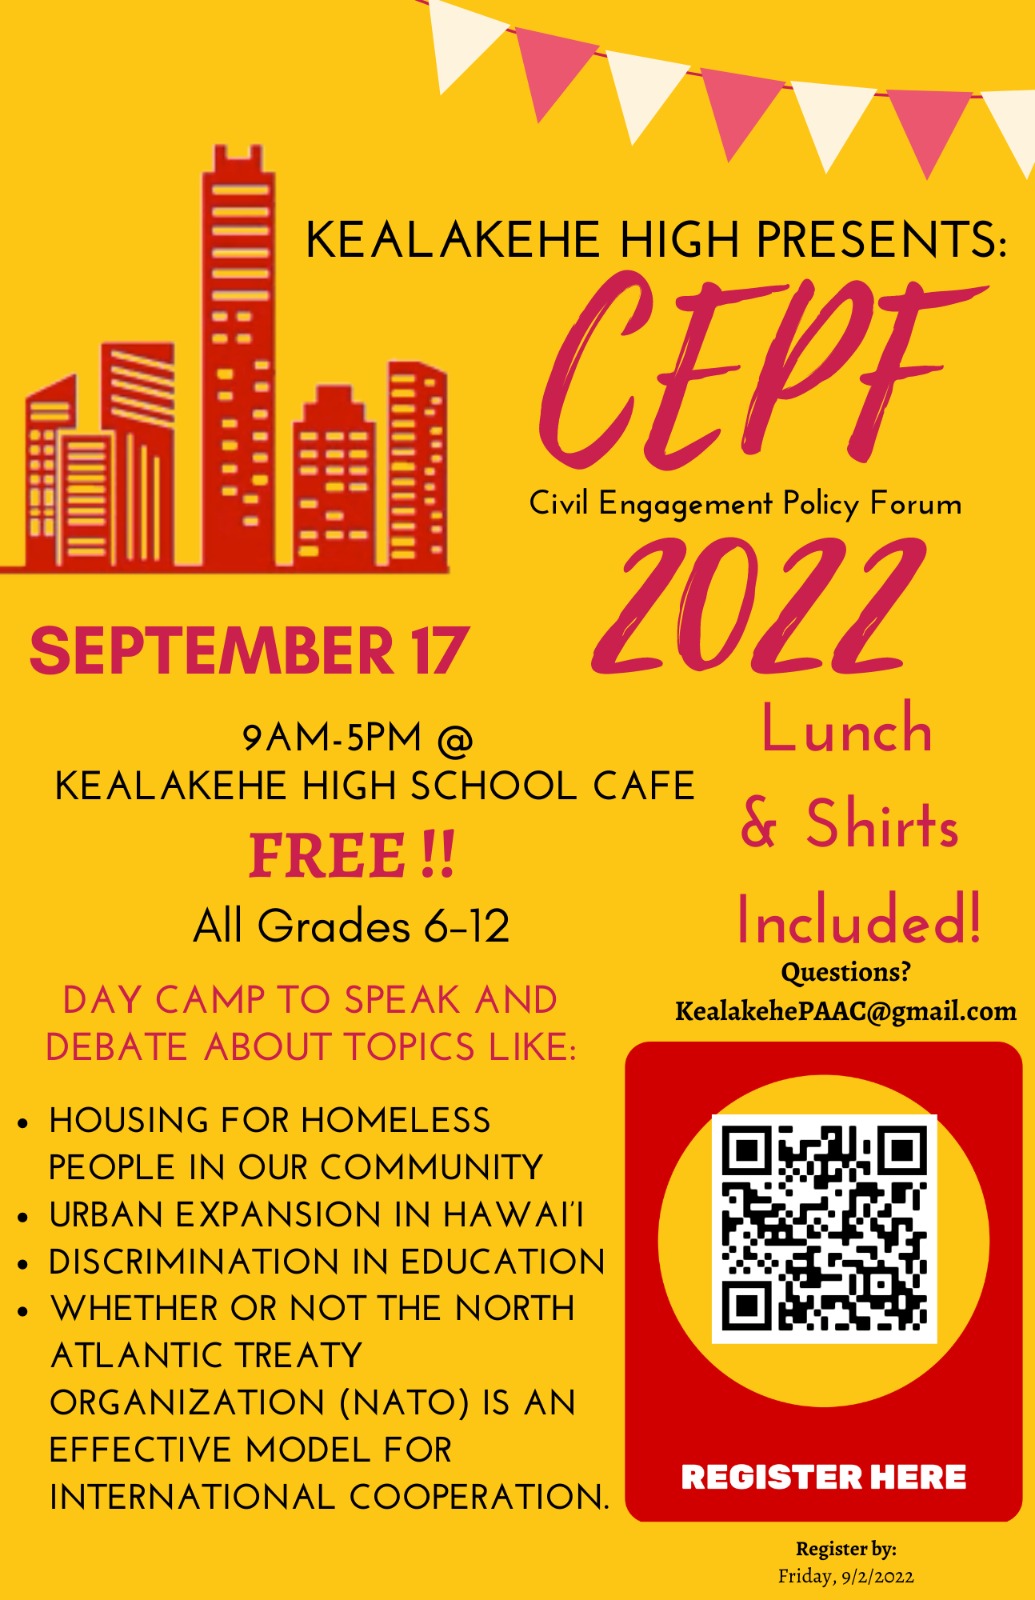 KEALAKEHE HIGH PRESENTS:
CEPF
Civil Engagement Policy Forum
2022
SEPTEMBER 17
9AM-5PM @
KEALAKEHE HIGH SCHOOL CAFE
FREE !!
All Grades 6-12
Lunch
& Shirts
Included!
Questions?
KealakehePAAC@gmail.com
DAY CAMP TO SPEAK AND
DEBATE ABOUT TOPICS LIKE:
• HOUSING FOR HOMELESS
PEOPLE IN OUR COMMUNITY
• URBAN EXPANSION IN HAWAI'I
• DISCRIMINATION IN EDUCATION
• WHETHER OR NOT THE NORTH
ATLANTIC TREATY
ORGANIZATION (NATO) IS AN
EFFECTIVE MODEL FOR
INTERNATIONAL COOPERATION.
REGISTER HERE
Register by:
Friday, 9/2/2022